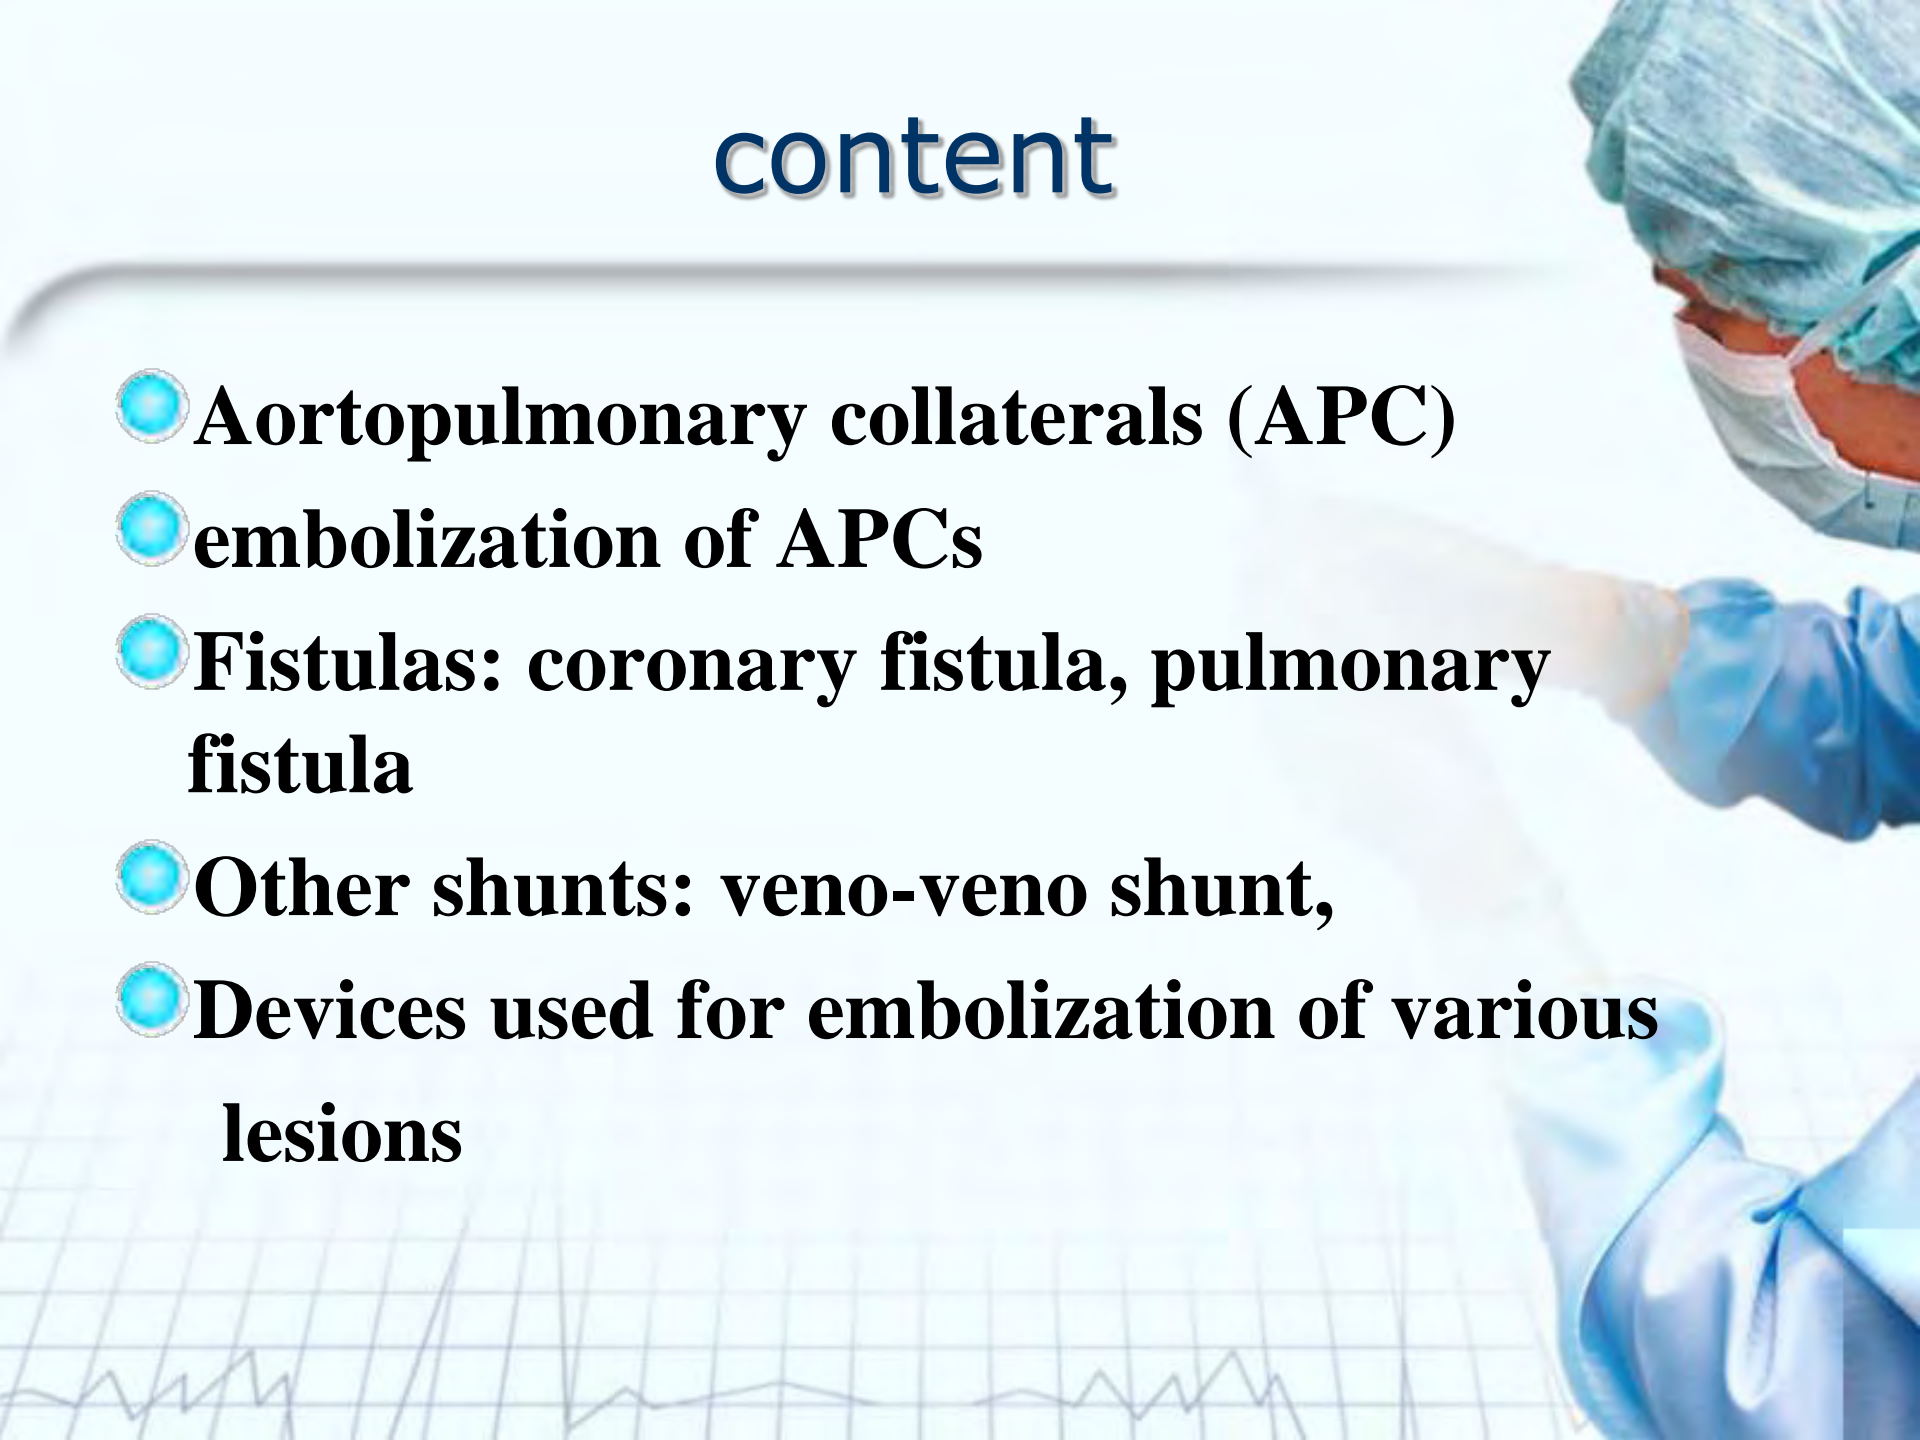 content
Aortopulmonary collaterals (APC)
embolization of APCs
Fistulas: coronary fistula, pulmonary
fistula
Other shunts: veno-veno shunt,
Devices used for embolization of various
lesions